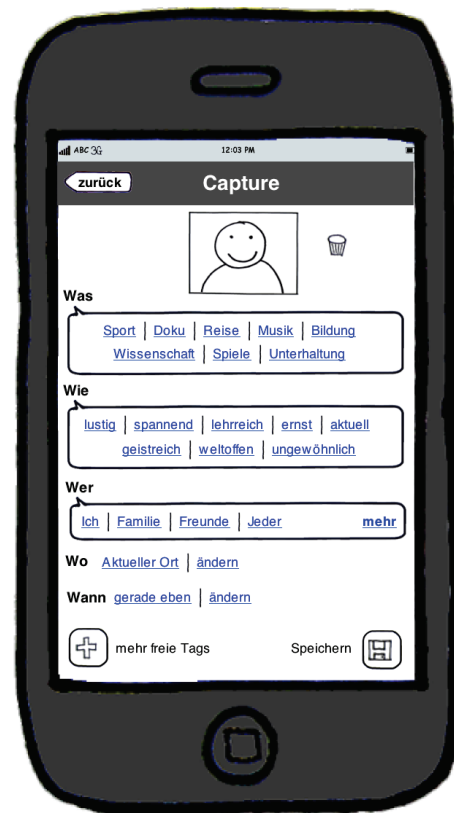 ABC 3G 12:03 PM
zurück Capture
Was
Sport | Doku | Reise | Musik | Bildung
Wissenschaft | Spiele | Unterhaltung
Wie
lustig | spannend | lehrreich | ernst | aktuell
geistreich | weltoffen | ungewöhnlich
Wer
Ich | Familie | Freunde | Jeder mehr
Wo Aktueller Ort | ändern
Wann gerade eben | ändern
mehr freie Tags Speichern